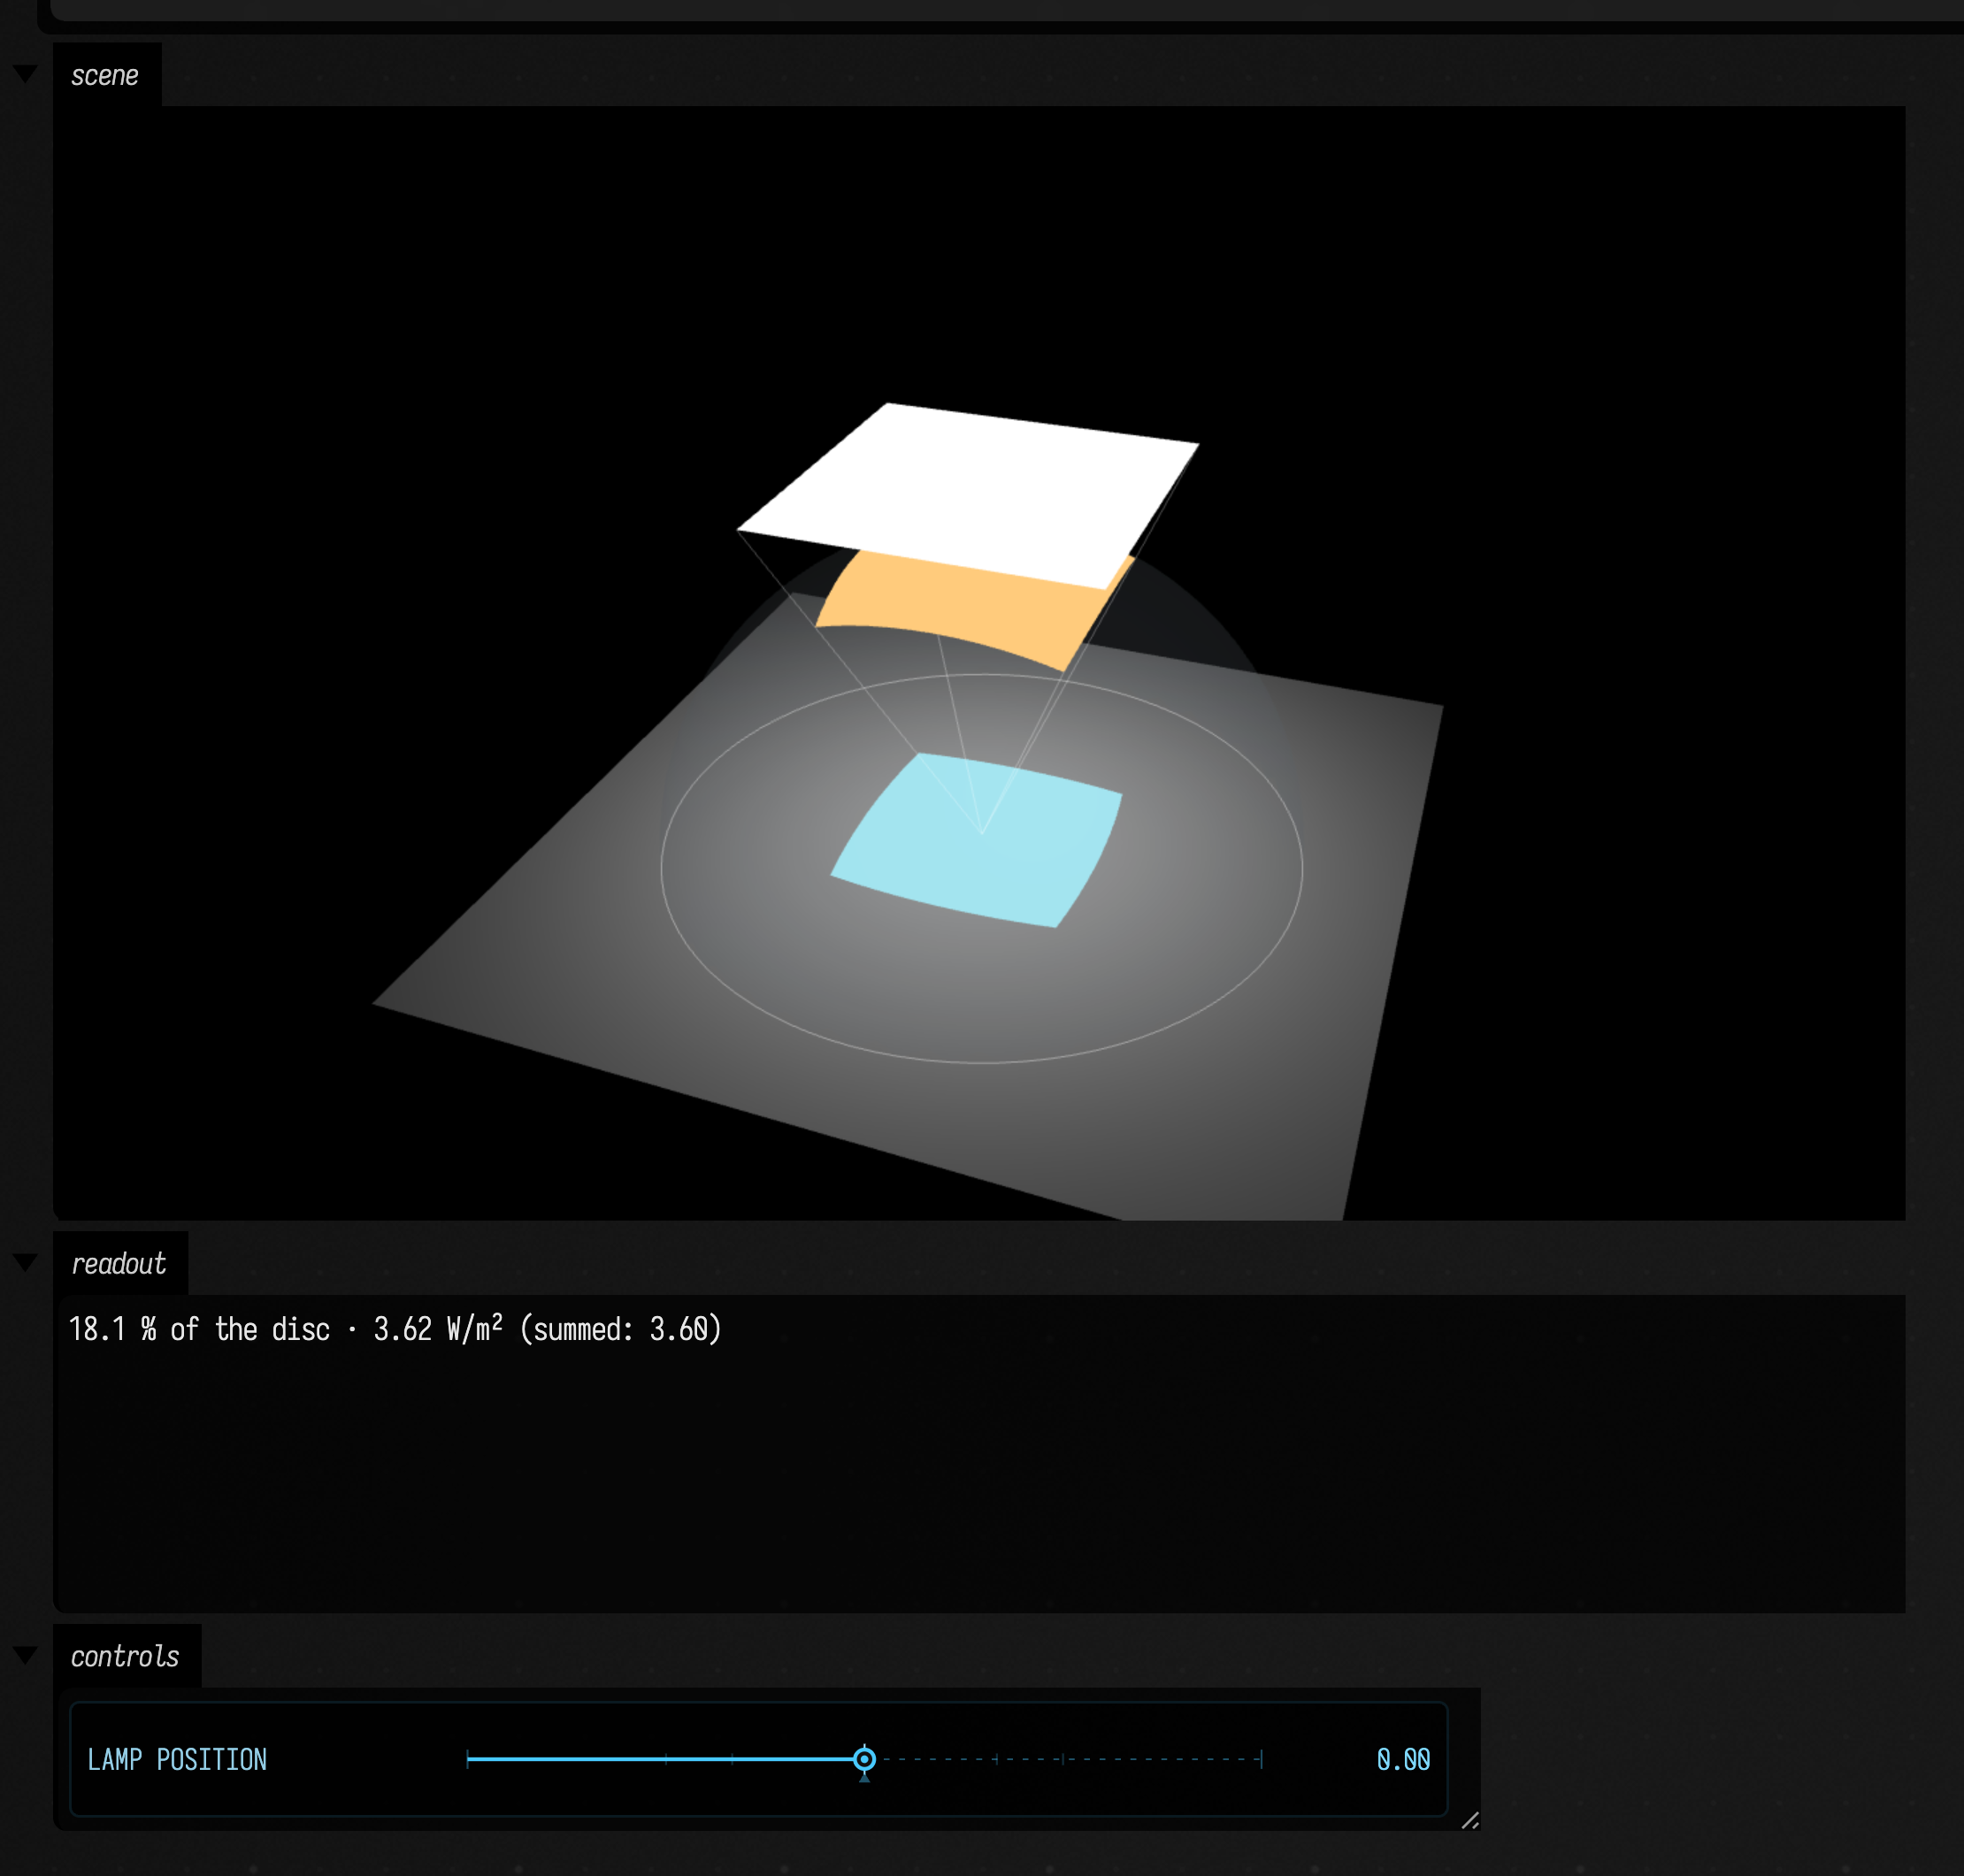 scene
readout
18.1 % of the disc · 3.62 W/m² (summed: 3.60)
controls
LAMP POSITION 0.00